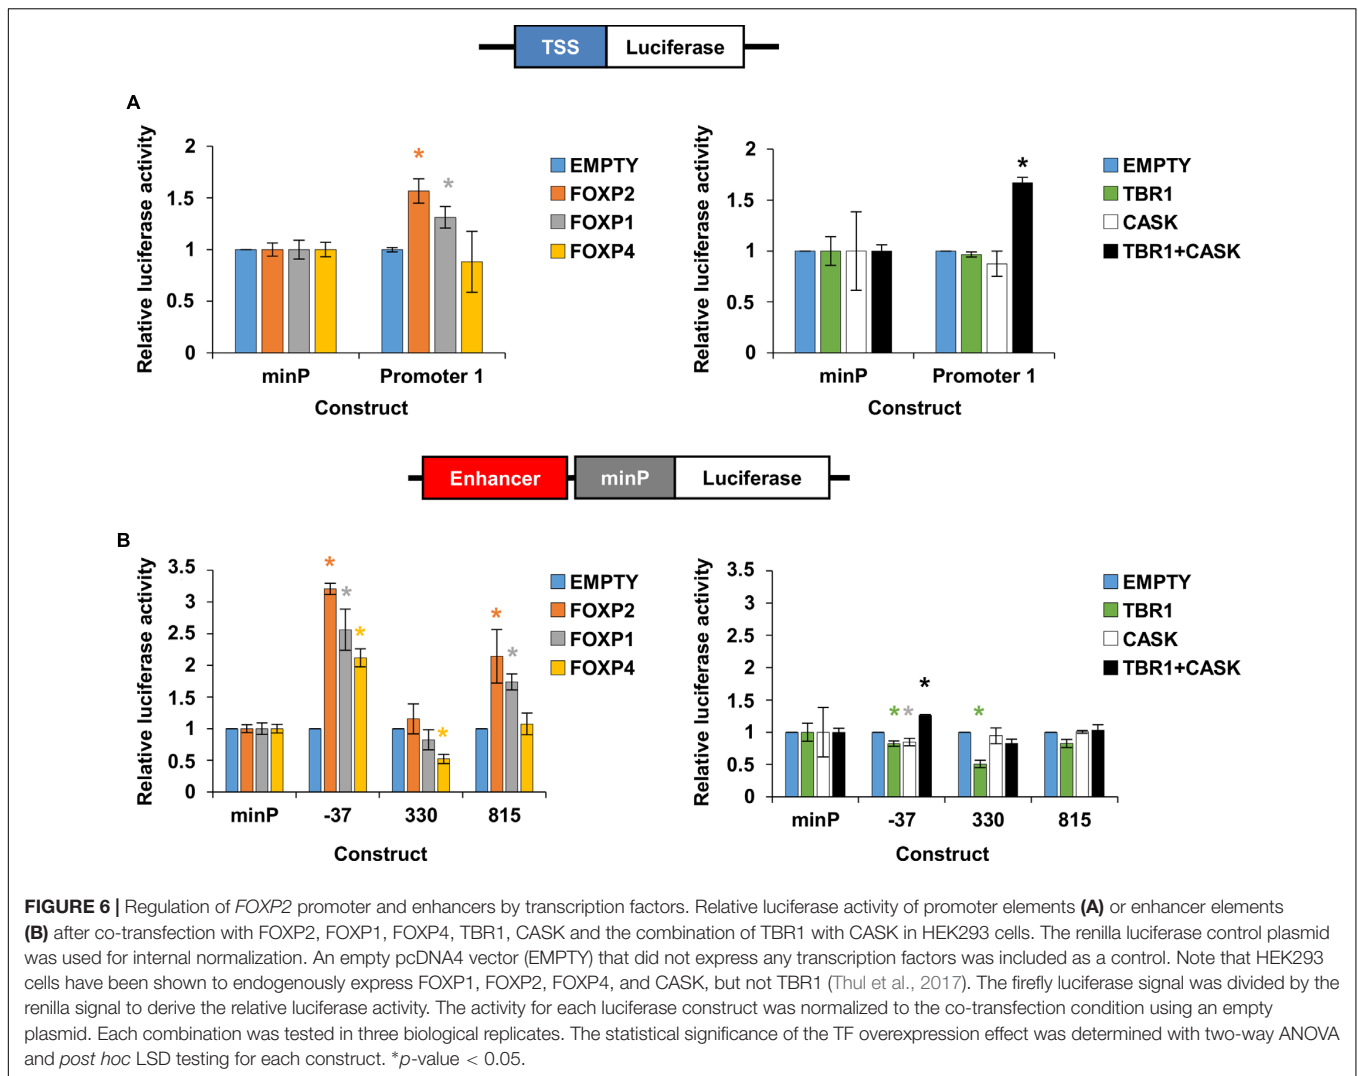 TSS Luciferase
A
Relative luciferase activity
2
1.5
1
0.5
0
* *
minP Promoter 1
Construct
EMPTY
FOXP2
FOXP1
FOXP4
Relative luciferase activity
2
1.5
1
0.5
0
*
minP Promoter 1
Construct
EMPTY
TBR1
CASK
TBR1+CASK
Enhancer minP Luciferase
B
Relative luciferase activity
3.5
3
2.5
2
1.5
1
0.5
0
* * * * * *
minP -37 330 815
Construct
EMPTY
FOXP2
FOXP1
FOXP4
Relative luciferase activity
3.5
3
2.5
2
1.5
1
0.5
0
* * * *
minP -37 330 815
Construct
EMPTY
TBR1
CASK
TBR1+CASK
FIGURE 6 | Regulation of FOXP2 promoter and enhancers by transcription factors. Relative luciferase activity of promoter elements (A) or enhancer elements
(B) after co-transfection with FOXP2, FOXP1, FOXP4, TBR1, CASK and the combination of TBR1 with CASK in HEK293 cells. The renilla luciferase control plasmid
was used for internal normalization. An empty pcDNA4 vector (EMPTY) that did not express any transcription factors was included as a control. Note that HEK293
cells have been shown to endogenously express FOXP1, FOXP2, FOXP4, and CASK, but not TBR1 (Thul et al., 2017). The firefly luciferase signal was divided by the
renilla signal to derive the relative luciferase activity. The activity for each luciferase construct was normalized to the co-transfection condition using an empty
plasmid. Each combination was tested in three biological replicates. The statistical significance of the TF overexpression effect was determined with two-way ANOVA
and post hoc LSD testing for each construct. *p-value < 0.05.